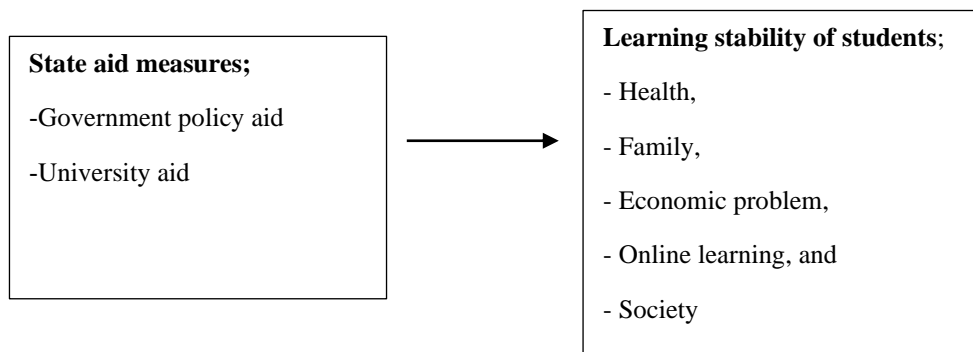 State aid measures;
-Government policy aid
-University aid
Learning stability of students;
- Health,
- Family,
- Economic problem,
- Online learning, and
- Society